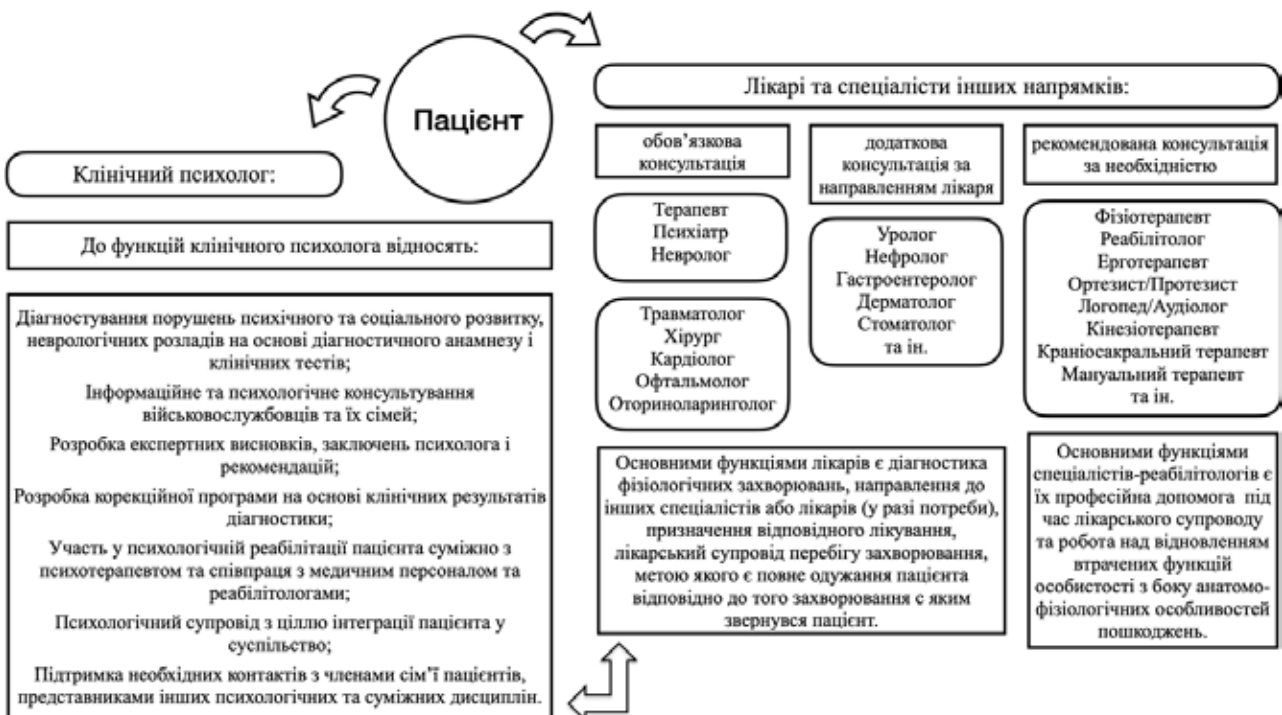 Пацієнт
Клінічний психолог:
До функцій клінічного психолога відносять:
Діагностування порушень психічного та соціального розвитку,
неврологічних розладів на основі діагностичного анамнезу і
клінічних тестів;
Інформаційне та психологічне консультування
військовослужбовців та їх сімей;
Розробка експертних висновків, заключень психолога і
рекомендацій;
Розробка корекційної програми на основі клінічних результатів
діагностики;
Участь у психологічній реабілітації пацієнта суміжно з
психотерапевтом та співпраця з медичним персоналом та
реабілітологами;
Психологічний супровід з ціллю інтеграції пацієнта у
суспільство;
Підтримка необхідних контактів з членами сім’ї пацієнтів,
представниками інших психологічних та суміжних дисциплін.
Лікарі та спеціалісти інших напрямків:
обов’язкова
консультація
Терапевт
Психіатр
Невролог
Травматолог
Хірург
Кардіолог
Офтальмолог
Оториноларинголог
додаткова
консультація за
направленням лікаря
Уролог
Нефролог
Гастроентеролог
Дерматолог
Стоматолог
та ін.
рекомендована консультація
за необхідністю
Фізіотерапевт
Реабілітолог
Ерготерапевт
Ортезист/Протезист
Логопед/Аудіолог
Кінезіотерапевт
Краніосакральний терапевт
Мануальний терапевт
та ін.
Основними функціями лікарів є діагностика
фізіологічних захворювань, направлення до
інших спеціалістів або лікарів (у разі потреби),
призначення відповідного лікування,
лікарський супровід перебігу захворювання,
метою якого є повне одужання пацієнта
відповідно до того захворювання с яким
звернувся пацієнт.
Основними функціями
спеціалістів-реабілітологів є
їх професійна допомога під
час лікарського супроводу
та робота над відновленням
втрачених функцій
особистості з боку анатомо-
фізіологічних особливостей
пошкоджень.